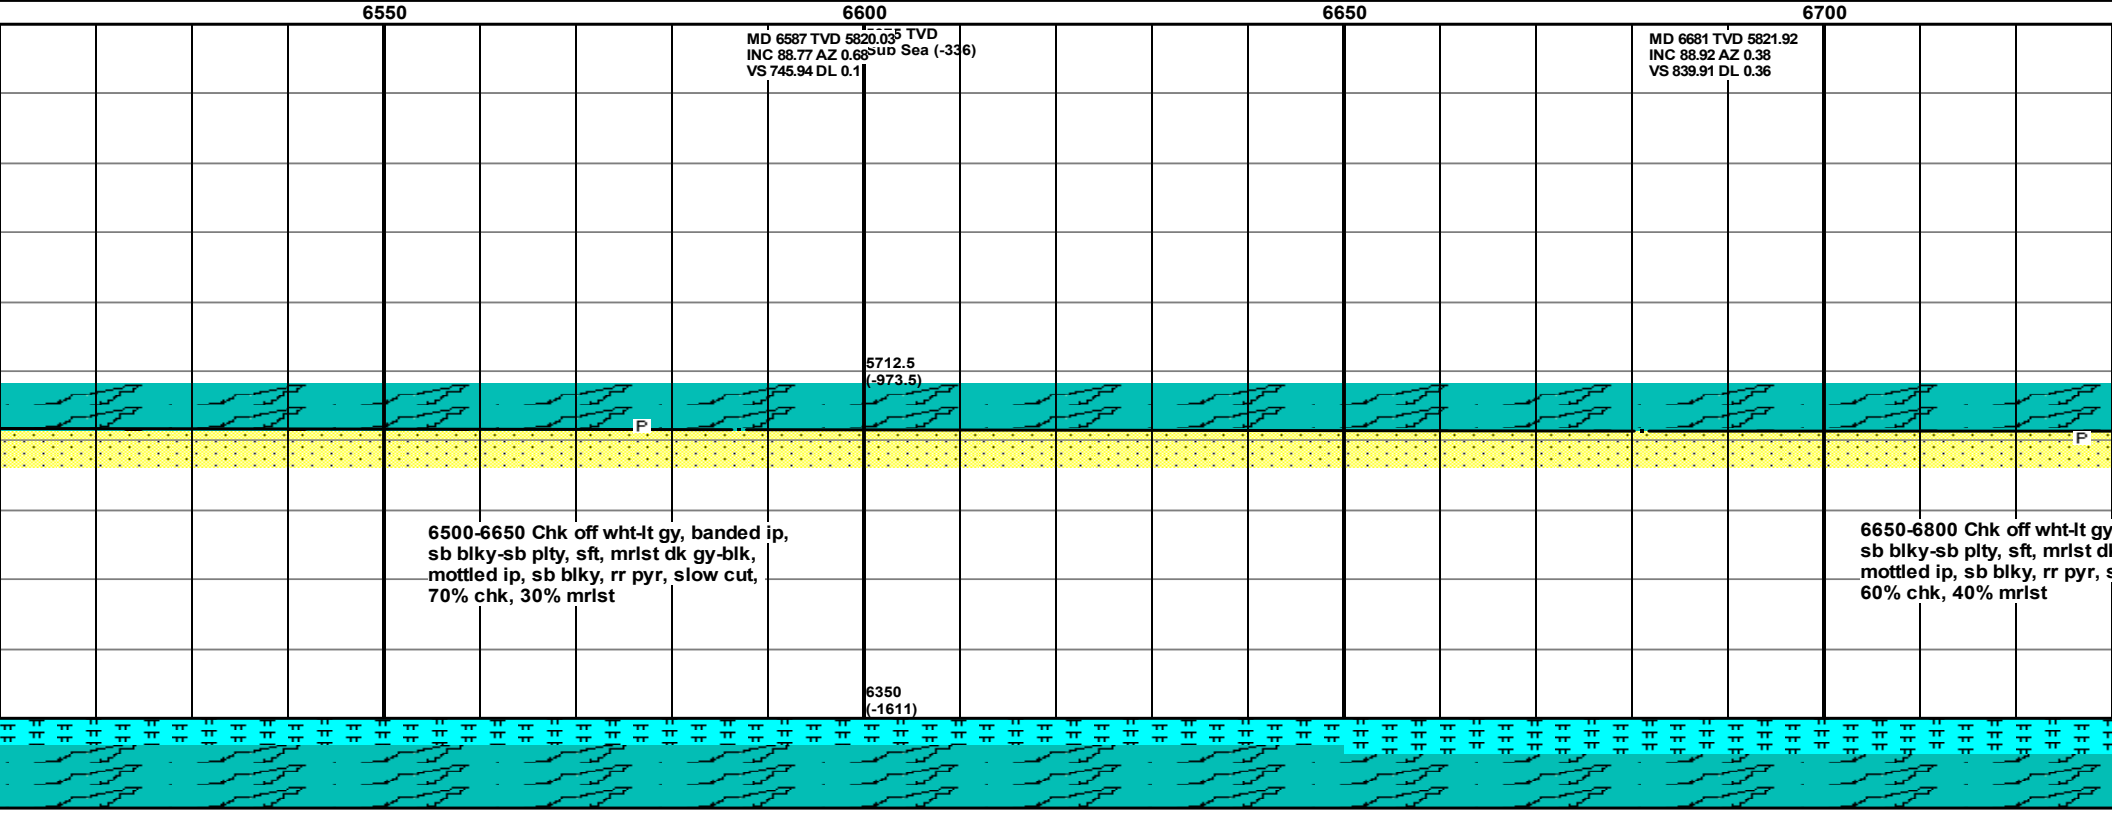 6550 6600 6650 6700
MD 6587 TVD 5820.03
INC 88.77 AZ 0.68
VS 745.94 DL 0.1
TVD
Sub Sea (-336)
MD 6681 TVD 5821.92
INC 88.92 AZ 0.38
VS 839.91 DL 0.36
5712.5
(-973.5)
P
P
6500-6650 Chk off wht-lt gy, banded ip,
sb blky-sb plty, sft, mrlst dk gy-blk,
mottled ip, sb blky, rr pyr, slow cut,
70% chk, 30% mrlst
6650-6800 Chk off wht-lt gy
sb blky-sb plty, sft, mrlst
mottled ip, sb blky, rr pyr,
60% chk, 40% mrlst
6350
(-1611)